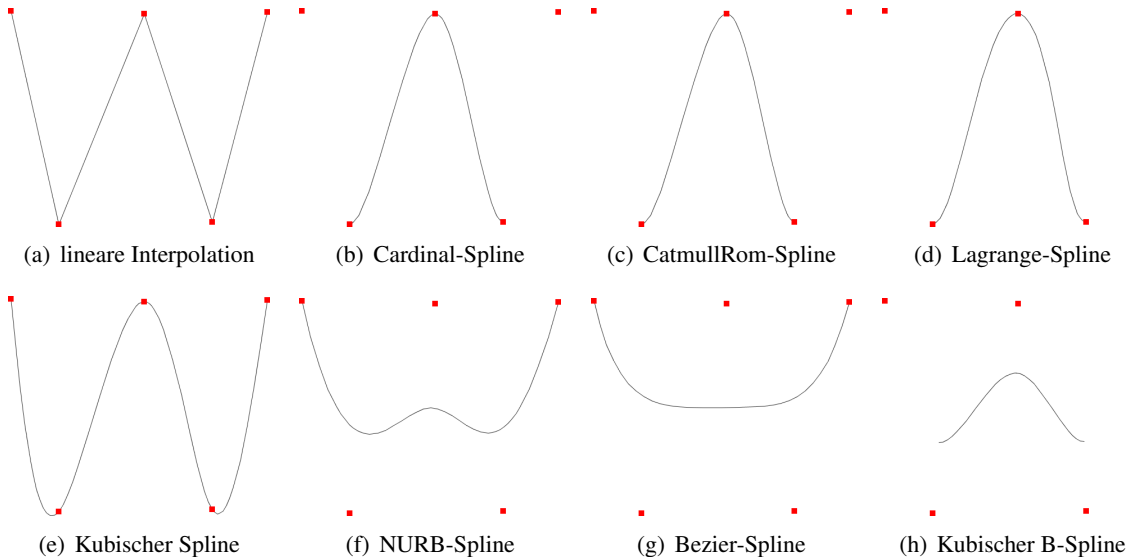 (a) lineare Interpolation
(b) Cardinal-Spline
(c) CatmullRom-Spline
(d) Lagrange-Spline
(e) Kubischer Spline
(f) NURB-Spline
(g) Bezier-Spline
(h) Kubischer B-Spline